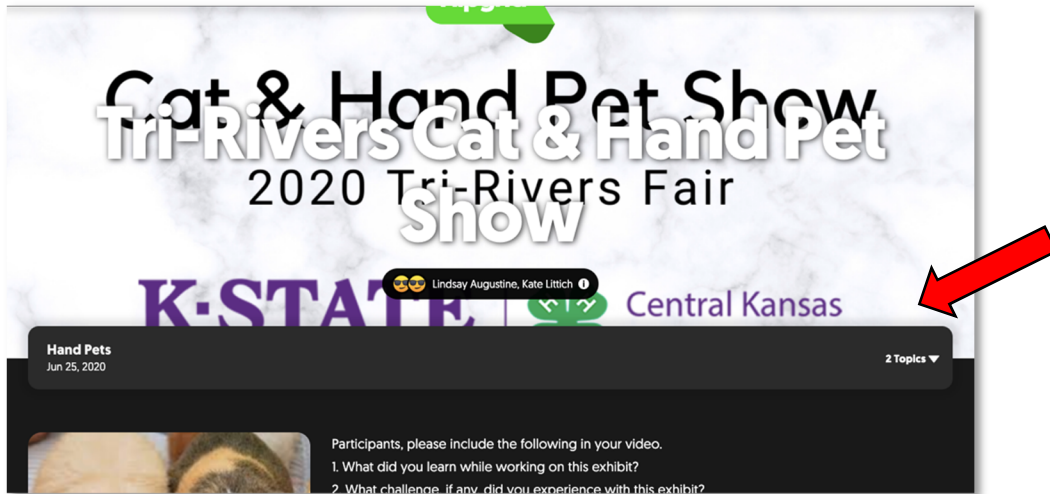 Cat & Hand Pet Show
Tri-Rivers Cat & Hand Pet
Show
2020 Tri-Rivers Fair
Lindsay Augustine, Kate Littich
K-STATE
Central Kansas
Hand Pets
Jun 25, 2020
2 Topics
Participants, please include the following in your video.
1. What did you learn while working on this exhibit?
2. What challenge, if any, did you experience with this exhibit?